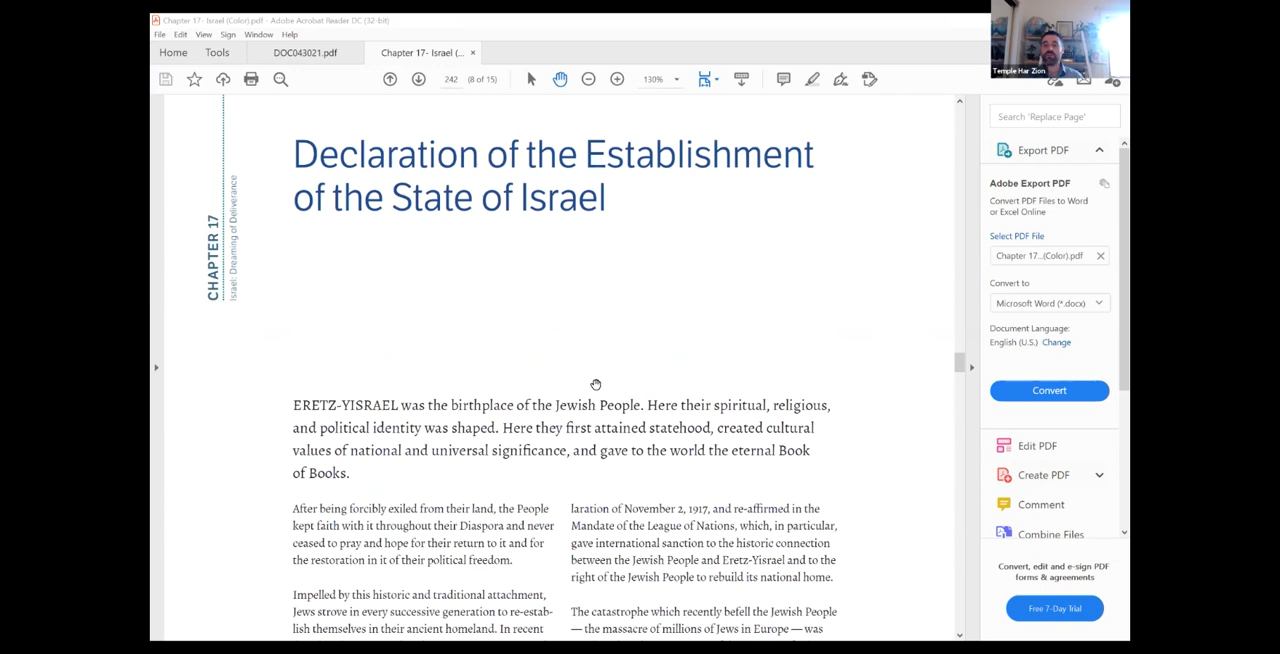 Chapter 17- Israel (Color).pdf - Adobe Acrobat Reader DC (32-bit)
File Edit View Sign Window Help
Home Tools DOC043021.pdf Chapter 17- Israel (... ×
242 (8 of 15) 130%
Temple Har Zion
CHAPTER 17
Israel: Dreaming of Deliverance
Declaration of the Establishment
of the State of Israel
ERETZ-YISRAEL was the birthplace of the Jewish People. Here their spiritual, religious,
and political identity was shaped. Here they first attained statehood, created cultural
values of national and universal significance, and gave to the world the eternal Book
of Books.
After being forcibly exiled from their land, the People
kept faith with it throughout their Diaspora and never
ceased to pray and hope for their return to it and for
the restoration in it of their political freedom.
Impelled by this historic and traditional attachment,
Jews strove in every successive generation to re-estab-
lish themselves in their ancient homeland. In recent
laration of November 2, 1917, and re-affirmed in the
Mandate of the League of Nations, which, in particular,
gave international sanction to the historic connection
between the Jewish People and Eretz-Yisrael and to the
right of the Jewish People to rebuild its national home.
The catastrophe which recently befell the Jewish People
— the massacre of millions of Jews in Europe — was
Search 'Replace Page'
Export PDF
Adobe Export PDF
Convert PDF Files to Word
or Excel Online
Select PDF File
Chapter 17...(Color).pdf
Convert to
Microsoft Word (*.docx)
Document Language:
English (U.S.) Change
Convert
Edit PDF
Create PDF
Comment
Combine Files
Convert, edit and e-sign PDF
forms & agreements
Free 7-Day Trial